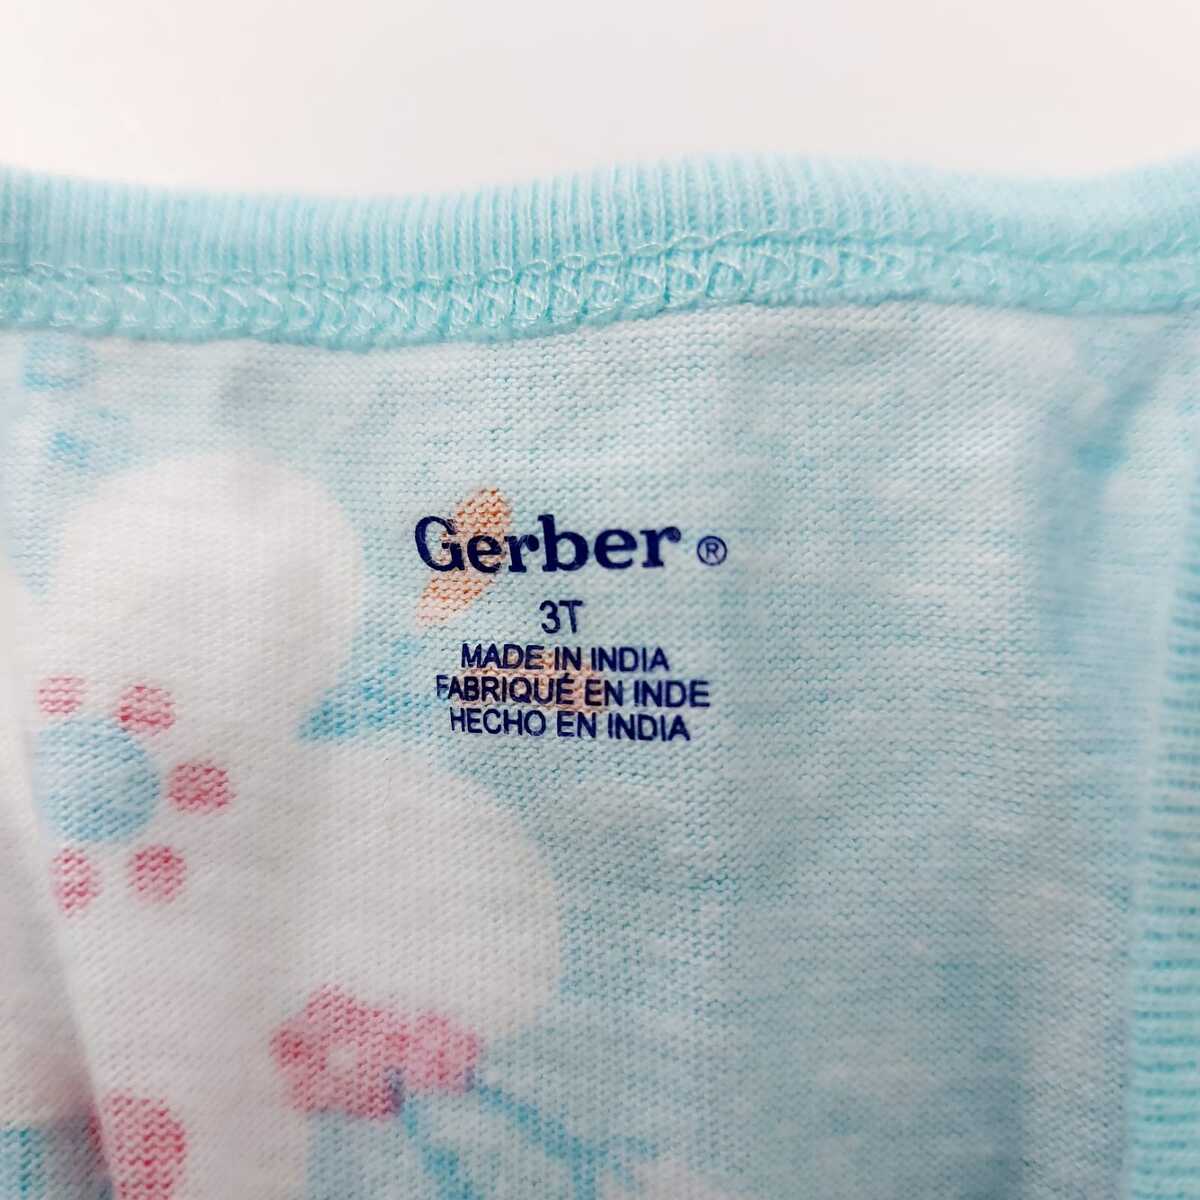 Gerber®
3T
MADE IN INDIA
FABRIQUÉ EN INDE
HECHO EN INDIA